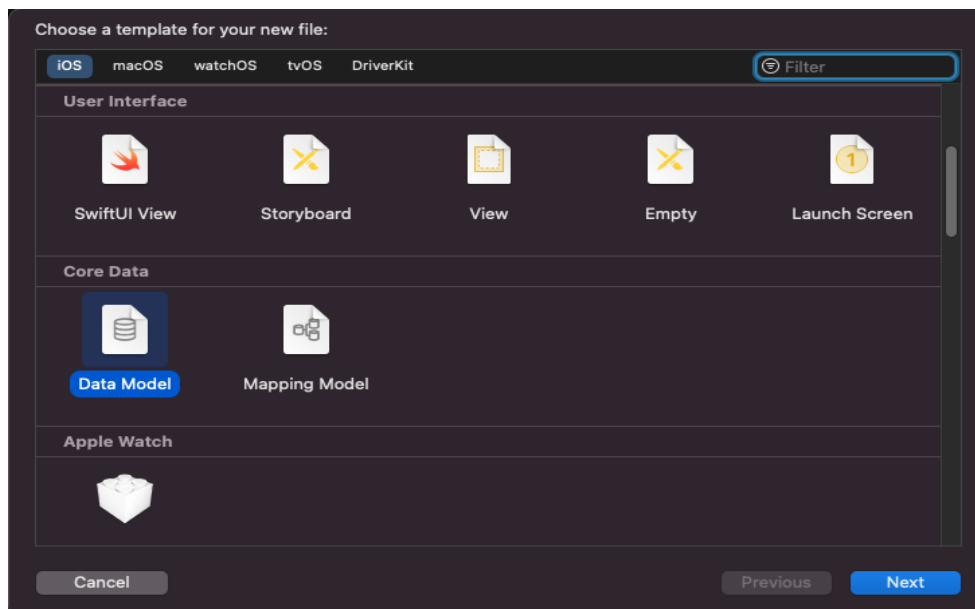 Choose a template for your new file:
iOS macOS watchOS tvOS DriverKit Filter
User Interface
SwiftUI View Storyboard View Empty Launch Screen
1
Core Data
Data Model Mapping Model
Apple Watch
Cancel Previous Next